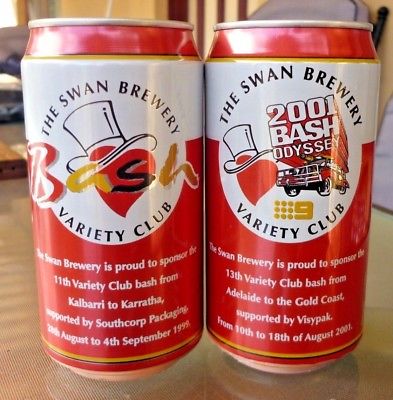 THE SWAN BREWERY
Bash
VARIETY CLUB
The Swan Brewery is proud to sponsor the
11th Variety Club bash from
Kalbarri to Karratha,
supported by Southcorp Packaging,
28th August to 4th September 1999.
THE SWAN BREWERY
2001
BASH
ODYSSEY
9
VARIETY CLUB
The Swan Brewery is proud to sponsor the
13th Variety Club bash from
Adelaide to the Gold Coast,
supported by Visypak.
From 10th to 18th of August 2001.